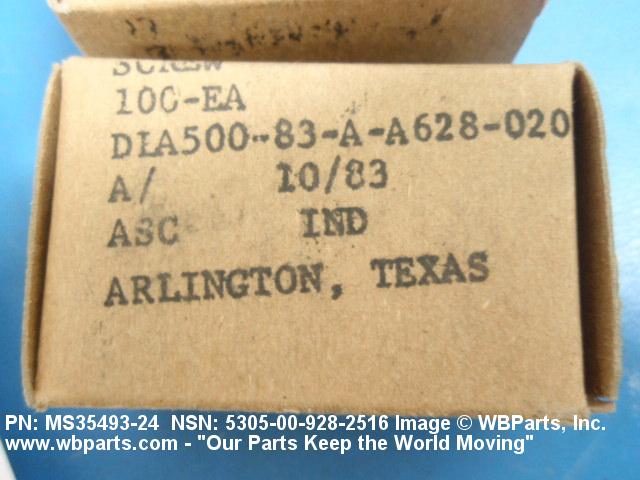 SCREW
100-EA
DLA500-83-A-A628-020
A/ 10/83
ASC IND
ARLINGTON, TEXAS
PN: MS35493-24 NSN: 5305-00-928-2516 Image © WBParts, Inc.
www.wbparts.com - "Our Parts Keep the World Moving"